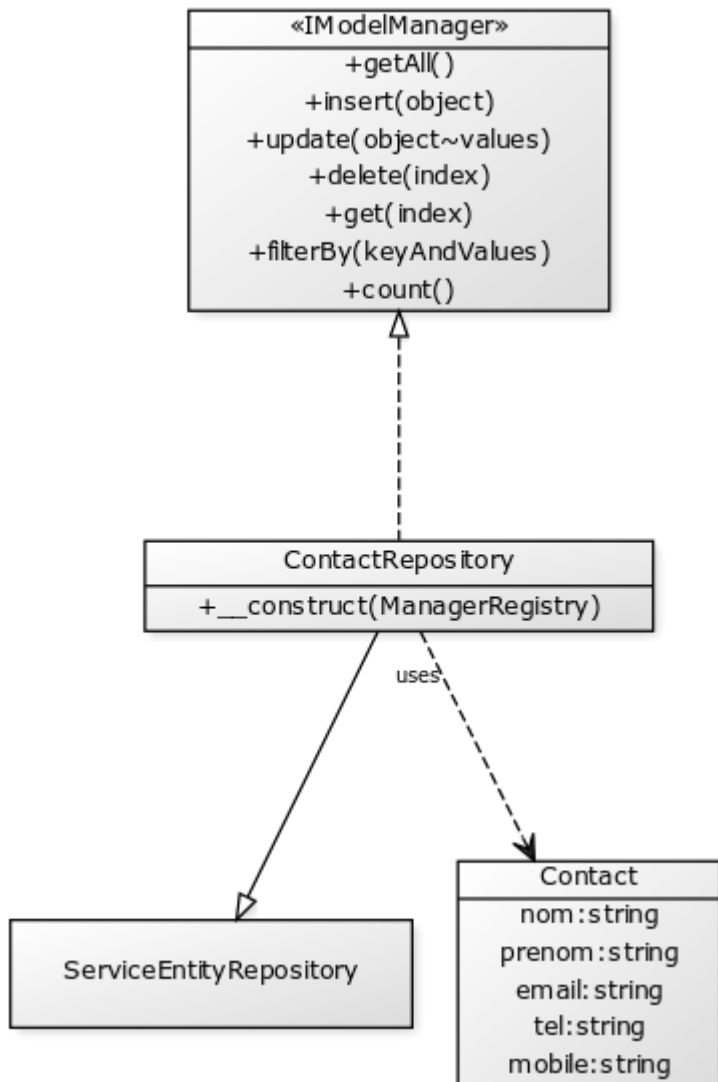 «IModelManager»
+getAll()
+insert(object)
+update(object~values)
+delete(index)
+get(index)
+filterBy(keyAndValues)
+count()
ContactRepository
+__construct(ManagerRegistry)
uses
ServiceEntityRepository
Contact
nom:string
prenom:string
email:string
tel:string
mobile:string